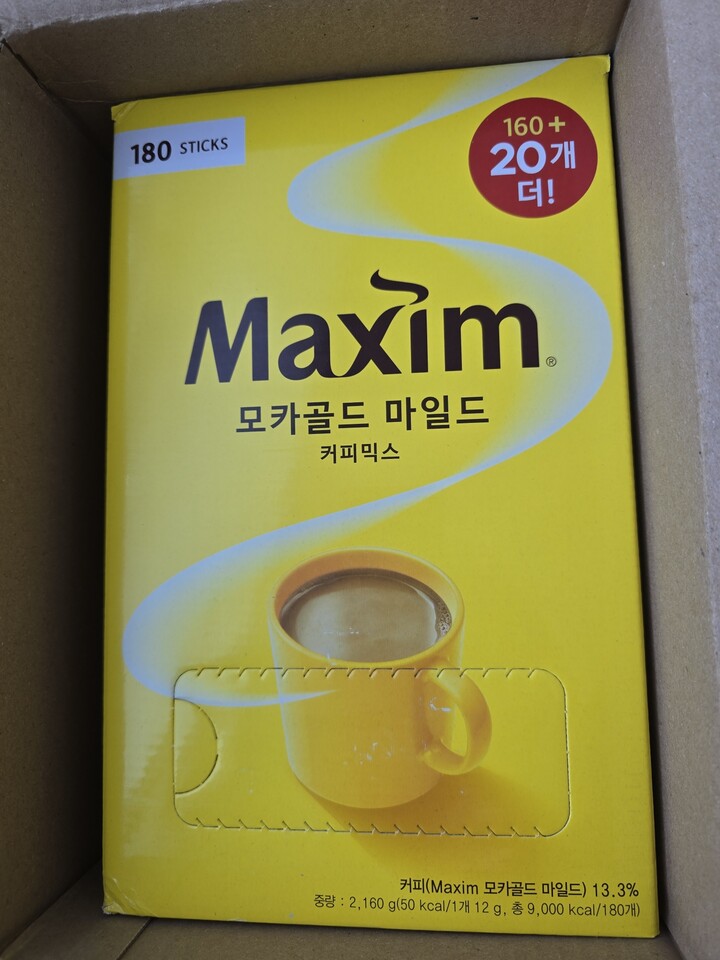 180 STICKS
160+
20개
더!
Maxim®
모카골드 마일드
커피믹스
커피(Maxim 모카골드 마일드) 13.3%
중량 : 2,160 g(50 kcal/1개 12 g, 총 9,000 kcal/180개)